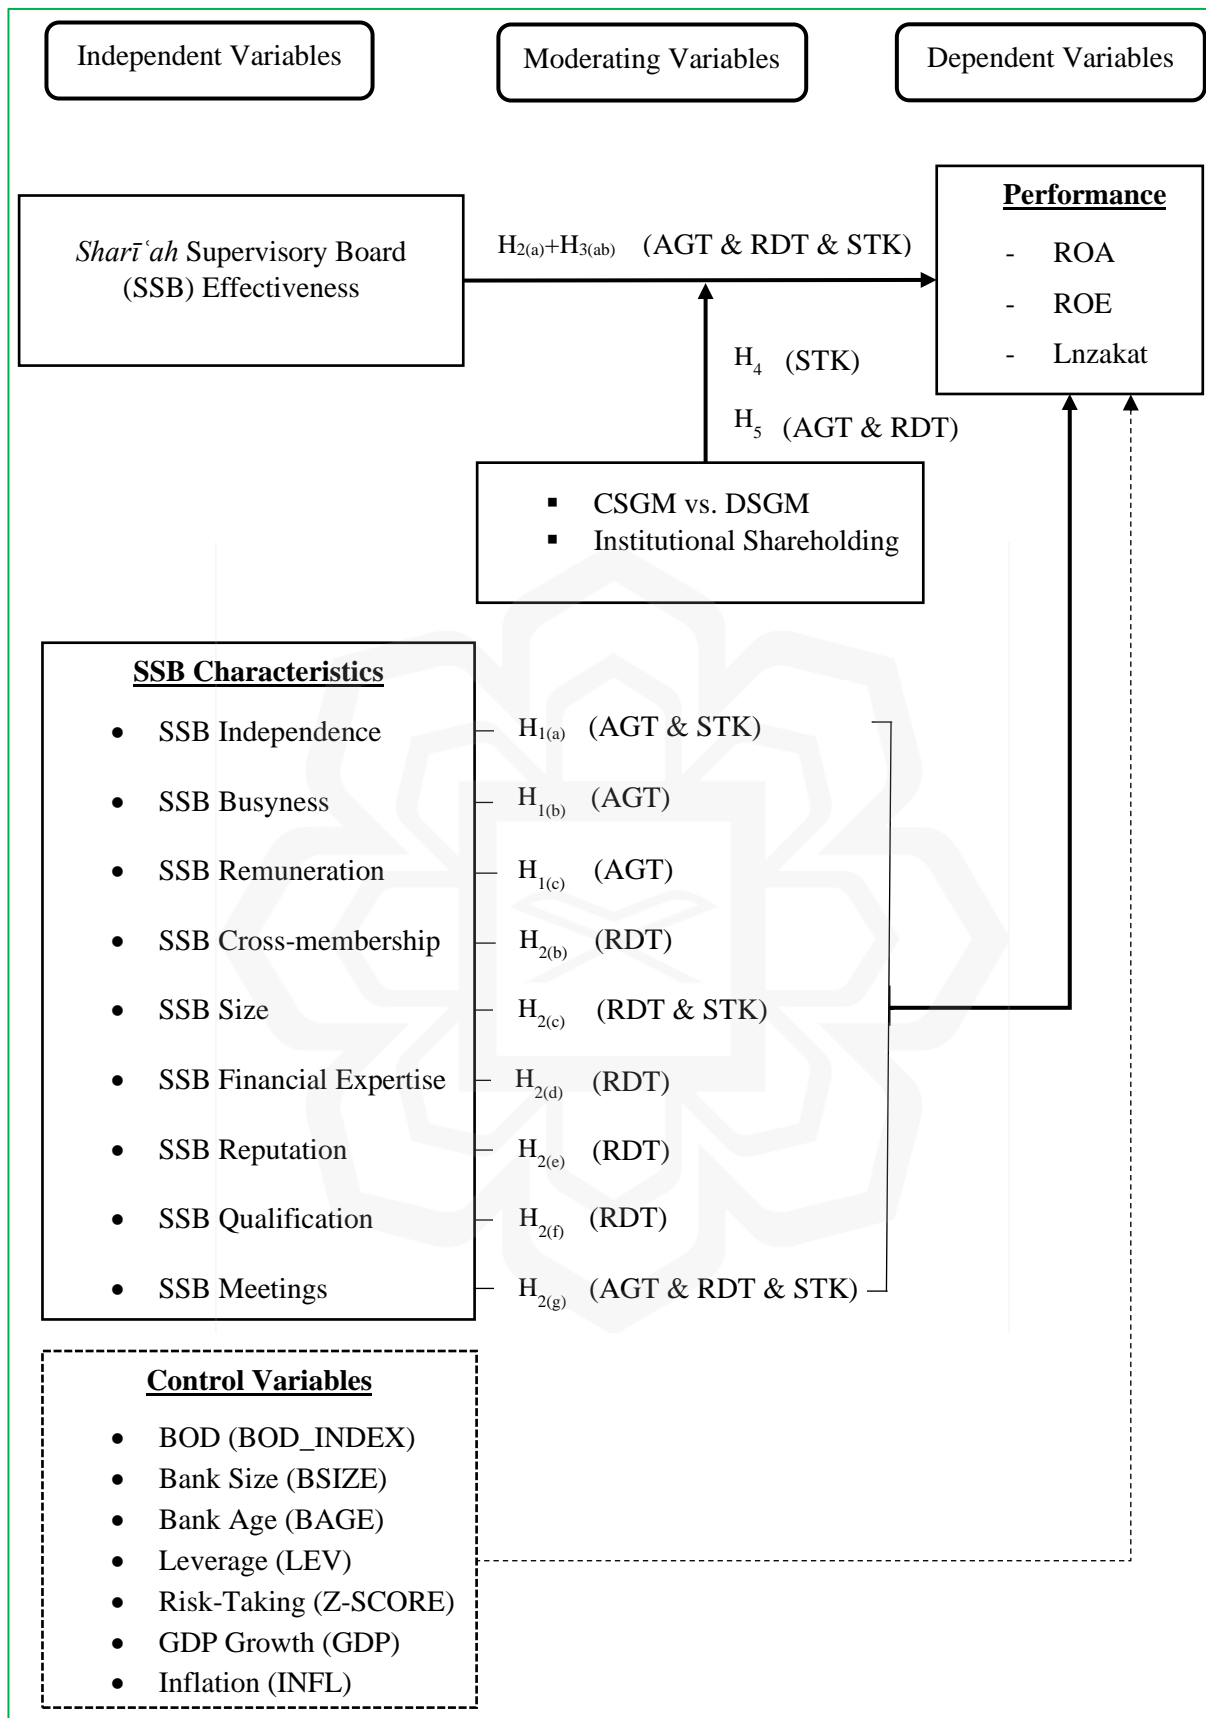 Independent Variables
Moderating Variables
Dependent Variables
Sharī‘ah Supervisory Board
(SSB) Effectiveness
H2(a)+H3(ab) (AGT & RDT & STK)
Performance
- ROA
- ROE
- Lnzakat
H4 (STK)
H5 (AGT & RDT)
▪ CSGM vs. DSGM
▪ Institutional Shareholding
SSB Characteristics
• SSB Independence H1(a) (AGT & STK)
• SSB Busyness H1(b) (AGT)
• SSB Remuneration H1(c) (AGT)
• SSB Cross-membership H2(b) (RDT)
• SSB Size H2(c) (RDT & STK)
• SSB Financial Expertise H2(d) (RDT)
• SSB Reputation H2(e) (RDT)
• SSB Qualification H2(f) (RDT)
• SSB Meetings H2(g) (AGT & RDT & STK)
Control Variables
• BOD (BOD_INDEX)
• Bank Size (BSIZE)
• Bank Age (BAGE)
• Leverage (LEV)
• Risk-Taking (Z-SCORE)
• GDP Growth (GDP)
• Inflation (INFL)